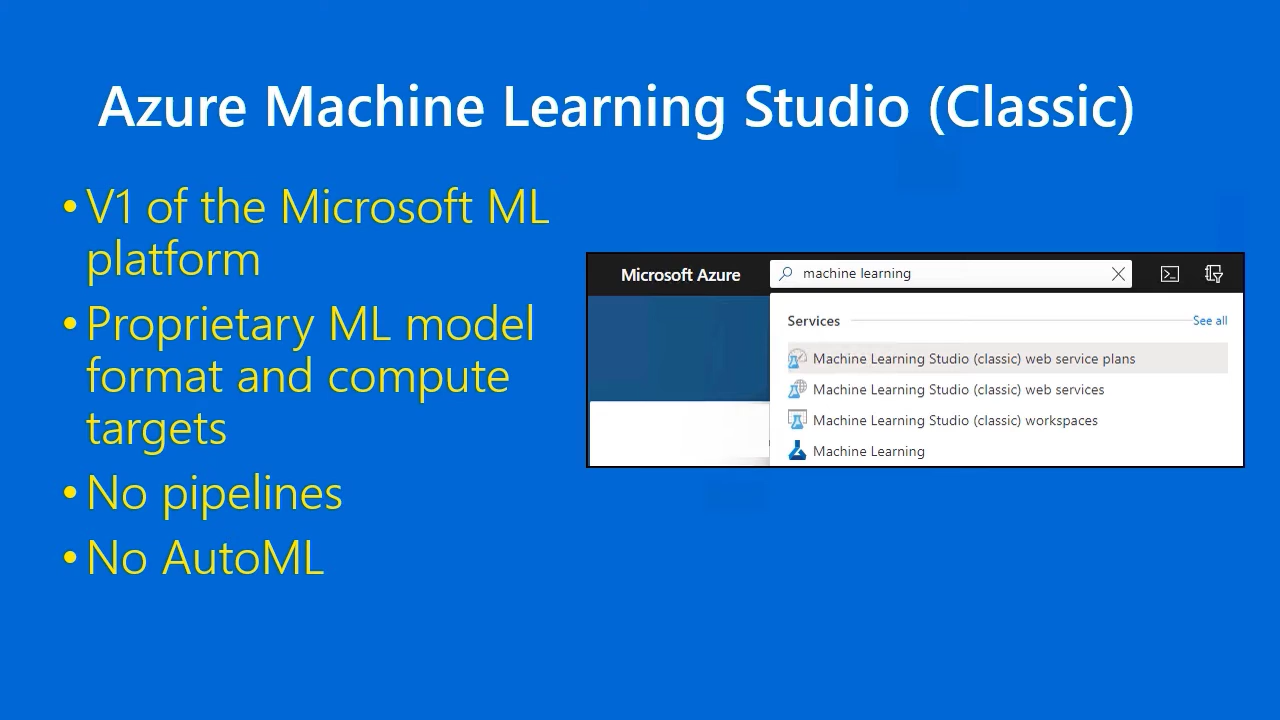 Azure Machine Learning Studio (Classic)
• V1 of the Microsoft ML
platform
• Proprietary ML model
format and compute
targets
• No pipelines
• No AutoML
Microsoft Azure
machine learning
Services
See all
Machine Learning Studio (classic) web service plans
Machine Learning Studio (classic) web services
Machine Learning Studio (classic) workspaces
Machine Learning